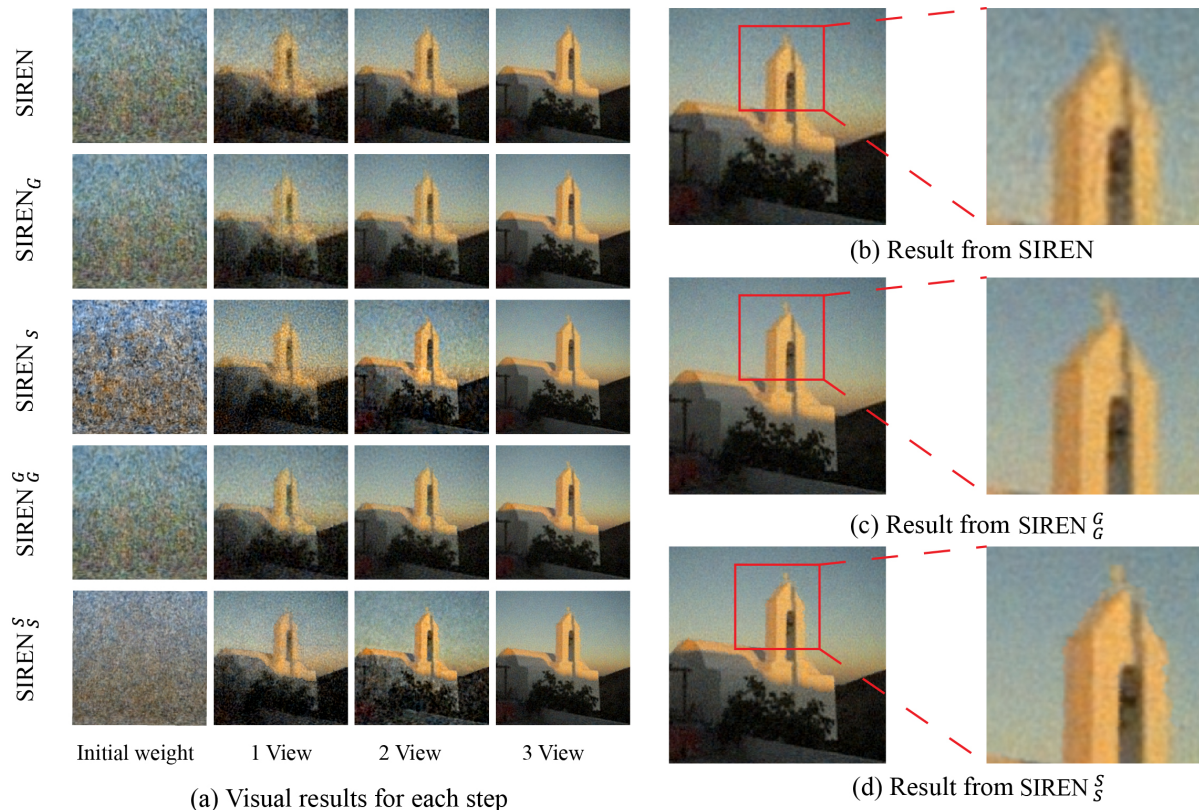 SIREN
SIREN_G
SIREN_s
SIREN^G_G
SIREN^S_S
Initial weight 1 View 2 View 3 View
(a) Visual results for each step
(b) Result from SIREN
(c) Result from SIREN^G_G
(d) Result from SIREN^S_S